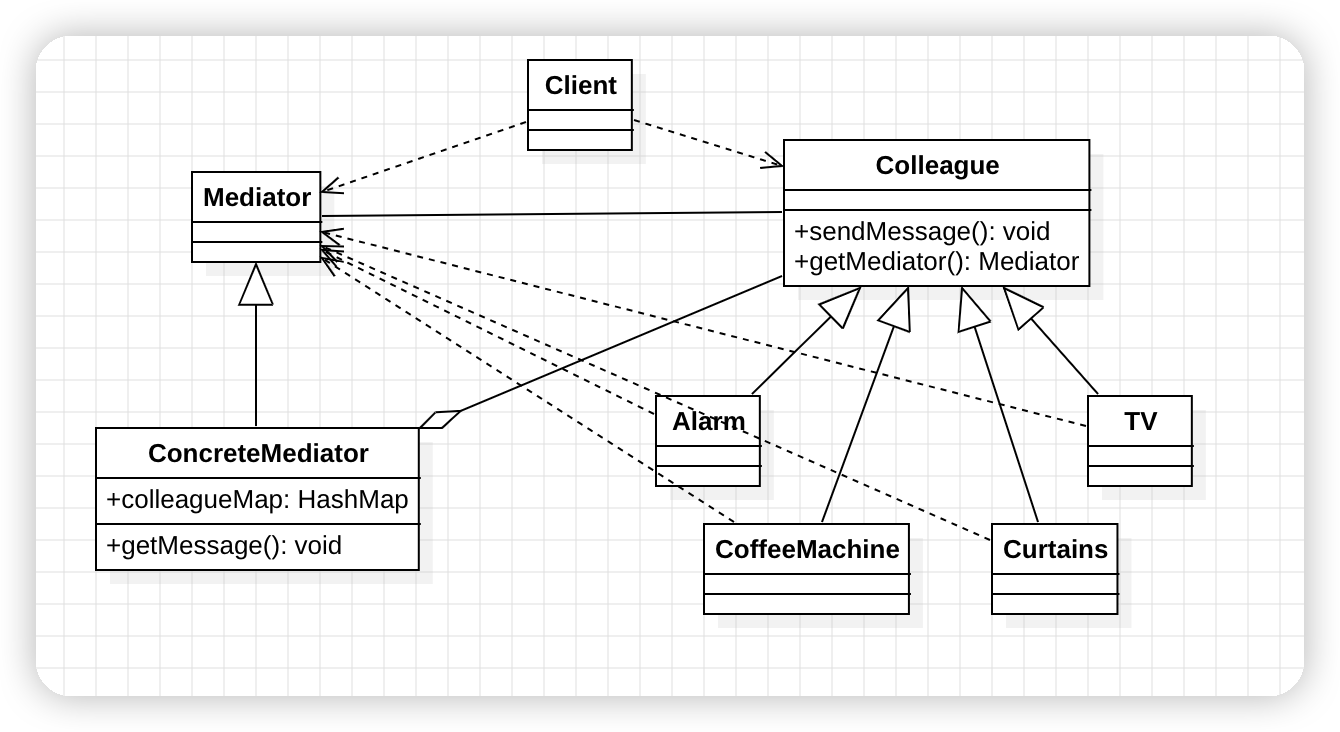 Client
Colleague
Mediator
+sendMessage(): void
+getMediator(): Mediator
Alarm
TV
ConcreteMediator
+colleagueMap: HashMap
+getMessage(): void
CoffeeMachine
Curtains